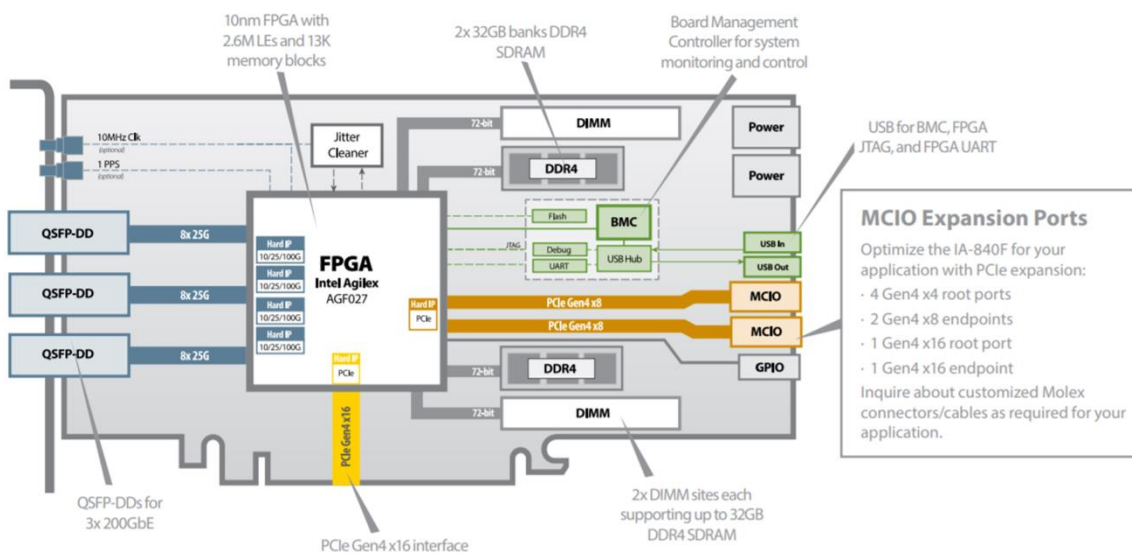 10nm FPGA with
2.6M LEs and 13K
memory blocks
2x 32GB banks DDR4
SDRAM
Board Management
Controller for system
monitoring and control
10MHz Clk
(optional)
1 PPS
(optional)
Jitter
Cleaner
72-bit
DIMM
72-bit
DDR4
Power
Power
USB for BMC, FPGA
JTAG, and FPGA UART
QSFP-DD
8x 25G
QSFP-DD
8x 25G
QSFP-DD
8x 25G
Hard IP
10/25/100G
Hard IP
10/25/100G
Hard IP
10/25/100G
Hard IP
10/25/100G
FPGA
Intel Agilex
AGF027
Hard IP
PCIe
Hard IP
PCIe
Flash
BMC
JTAG
Debug
UART
USB Hub
USB In
USB Out
PCIe Gen4 x8
MCIO
PCIe Gen4 x8
MCIO
GPIO
72-bit
DDR4
72-bit
DIMM
PCIe Gen4 x16
MCIO Expansion Ports
Optimize the IA-840F for your
application with PCIe expansion:
· 4 Gen4 x4 root ports
· 2 Gen4 x8 endpoints
· 1 Gen4 x16 root port
· 1 Gen4 x16 endpoint
Inquire about customized Molex
connectors/cables as required for your
application.
QSFP-DDs for
3x 200GbE
PCIe Gen4 x16 interface
2x DIMM sites each
supporting up to 32GB
DDR4 SDRAM